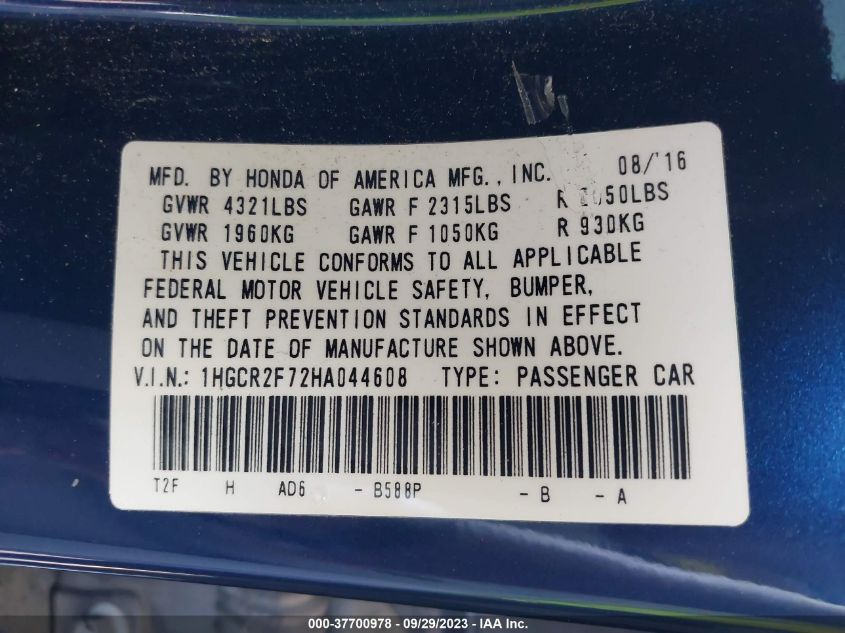 MFD. BY HONDA OF AMERICA MFG., INC. 08/'16
GVWR 4321LBS GAWR F 2315LBS R
GVWR 1960KG GAWR F 1050KG R 930KG
THIS VEHICLE CONFORMS TO ALL APPLICABLE
FEDERAL MOTOR VEHICLE SAFETY, BUMPER,
AND THEFT PREVENTION STANDARDS IN EFFECT
ON THE DATE OF MANUFACTURE SHOWN ABOVE.
V.I.N.: 1HGCR2F72HA044608 TYPE: PASSENGER CAR
T2F H AD6 - B588P - B - A
000-37700978 - 09/29/2023 - IAA Inc.